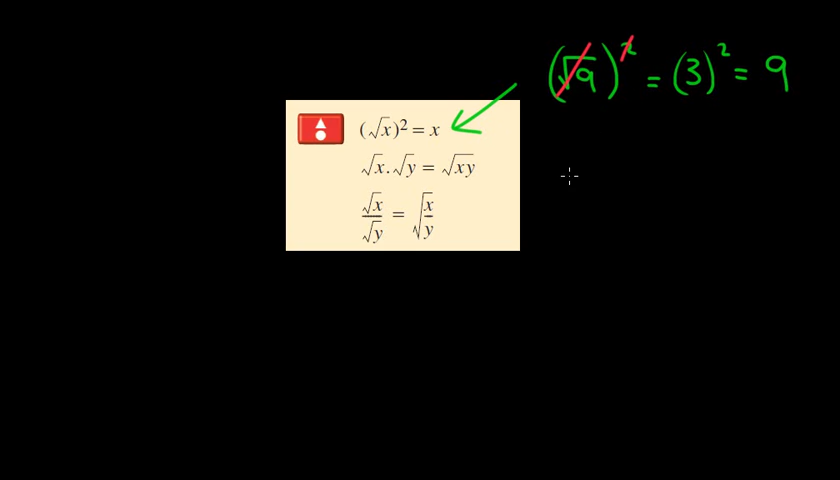 (√9)² = (3)² = 9
(√x)² = x
√x.√y = √xy
√x/√y = √(x/y)